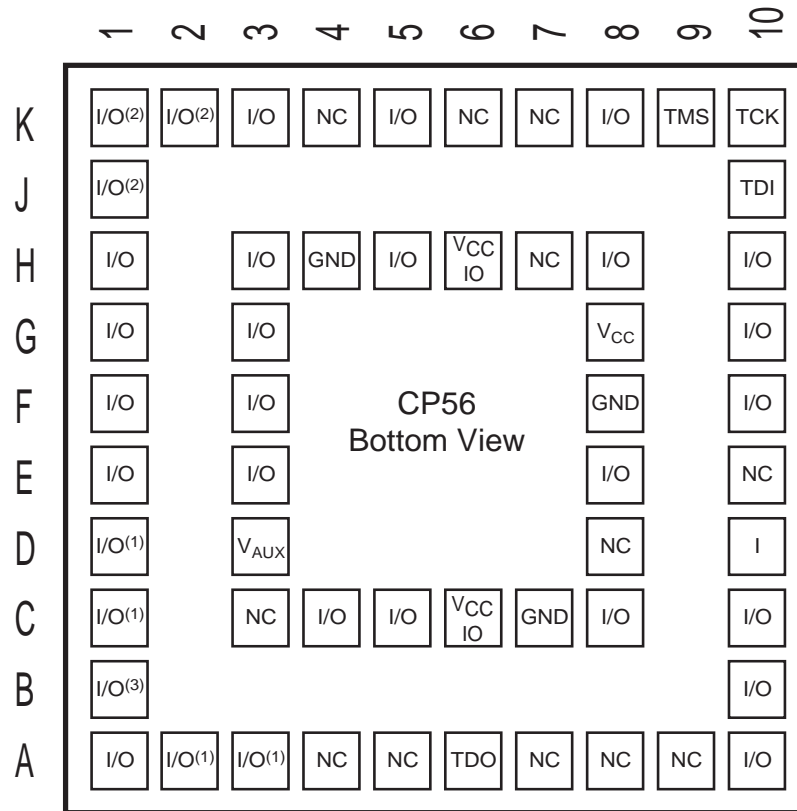 1 2 3 4 5 6 7 8 9 10
K I/O(2) I/O(2) I/O NC I/O NC NC I/O TMS TCK
J I/O(2) TDI
H I/O I/O GND I/O VCC IO NC I/O I/O
G I/O I/O VCC I/O
F I/O I/O CP56 GND I/O
Bottom View
E I/O I/O I/O NC
D I/O(1) VAUX NC I
C I/O(1) NC I/O I/O VCC IO GND I/O I/O
B I/O(3) I/O
A I/O I/O(1) I/O(1) NC NC TDO NC NC NC I/O